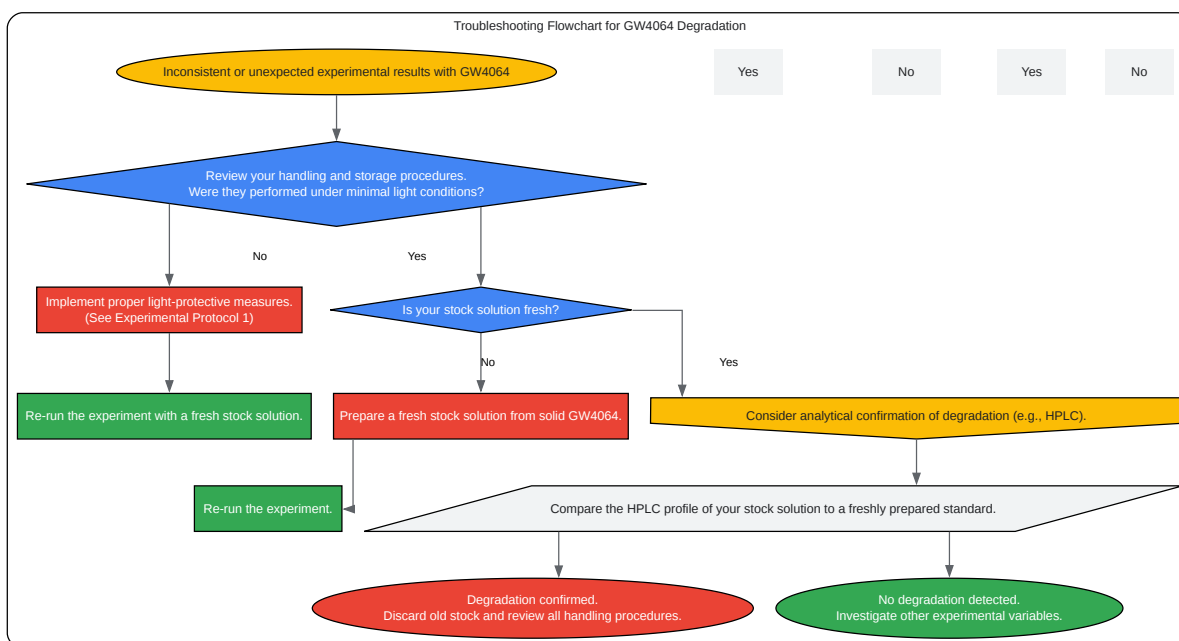 Troubleshooting Flowchart for GW4064 Degradation
Inconsistent or unexpected experimental results with GW4064
Yes
No
Yes
No
Review your handling and storage procedures.
Were they performed under minimal light conditions?
No
Yes
Implement proper light-protective measures.
(See Experimental Protocol 1)
Is your stock solution fresh?
No
Yes
Re-run the experiment with a fresh stock solution.
Prepare a fresh stock solution from solid GW4064.
Consider analytical confirmation of degradation (e.g., HPLC).
Re-run the experiment.
Compare the HPLC profile of your stock solution to a freshly prepared standard.
Degradation confirmed.
Discard old stock and review all handling procedures.
No degradation detected.
Investigate other experimental variables.